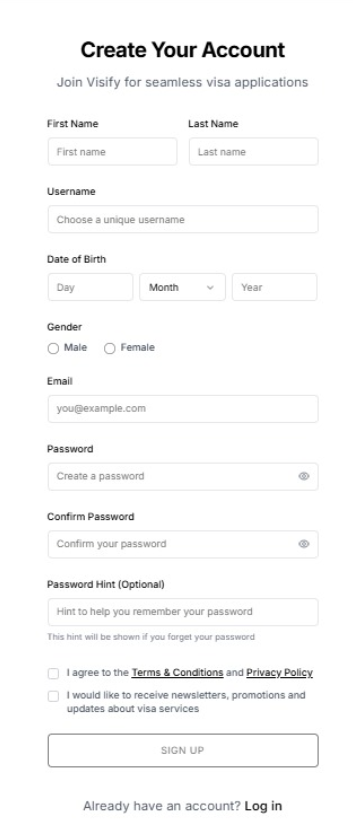 Create Your Account
Join Visify for seamless visa applications
First Name Last Name
First name Last name
Username
Choose a unique username
Date of Birth
Day Month Year
Gender
Male Female
Email
you@example.com
Password
Create a password
Confirm Password
Confirm your password
Password Hint (Optional)
Hint to help you remember your password
This hint will be shown if you forget your password
I agree to the Terms & Conditions and Privacy Policy
I would like to receive newsletters, promotions and
updates about visa services
SIGN UP
Already have an account? Log in